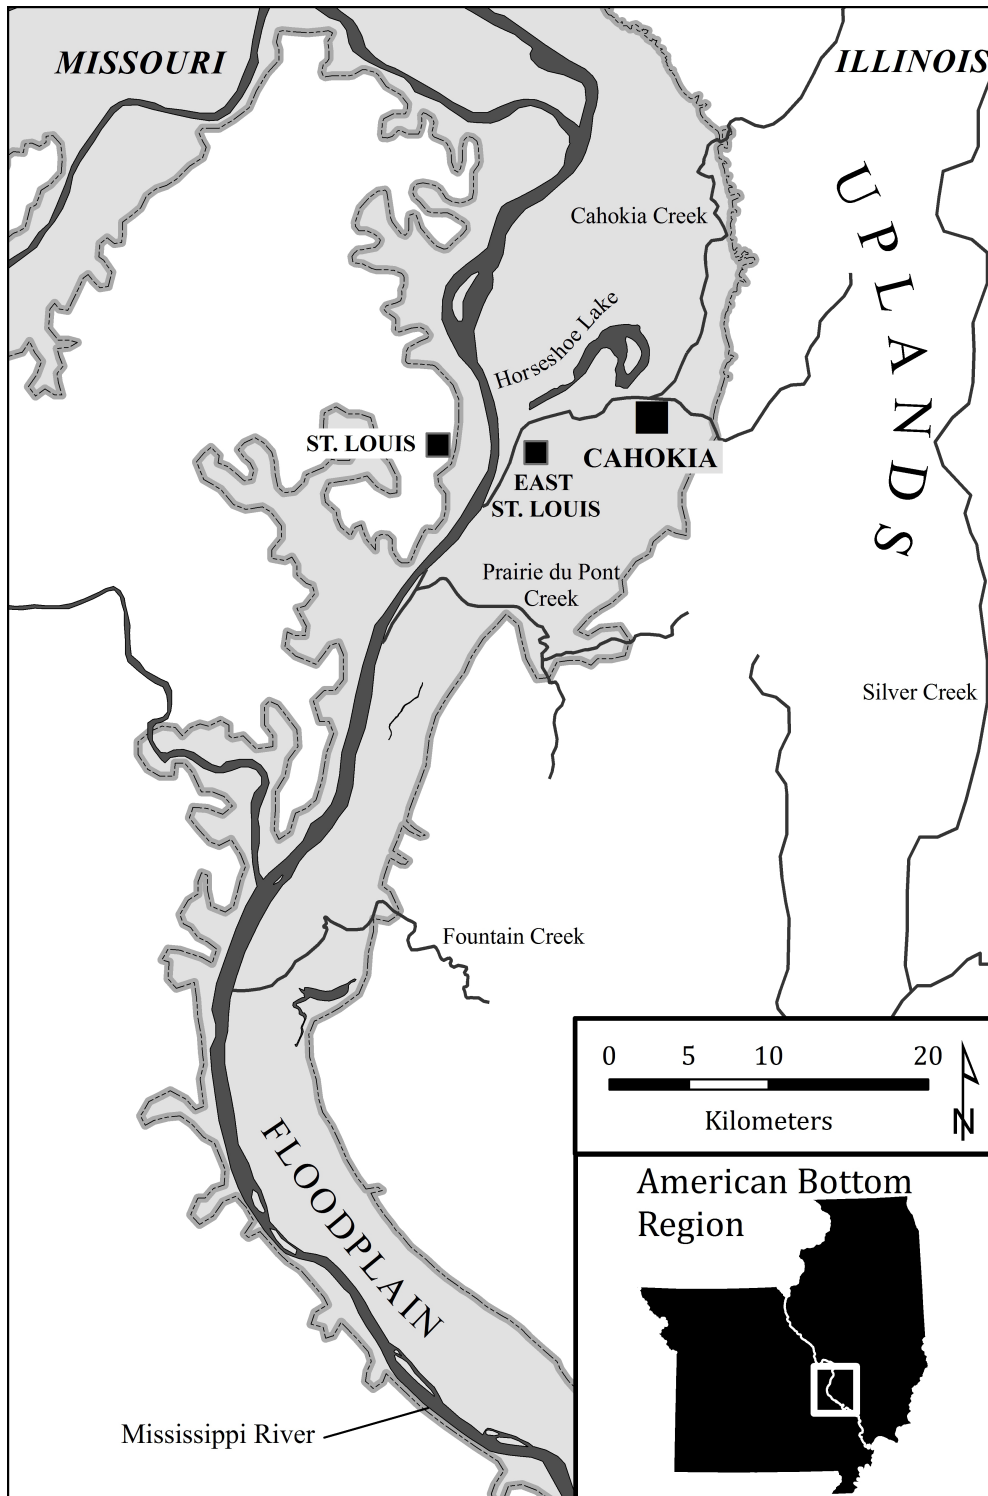 MISSOURI
ILLINOIS
UPLANDS
Cahokia Creek
Horseshoe Lake
ST. LOUIS
CAHOKIA
EAST
ST. LOUIS
Prairie du Pont
Creek
Silver Creek
Fountain Creek
0 5 10 20
Kilometers
N
FLOODPLAIN
American Bottom
Region
Mississippi River